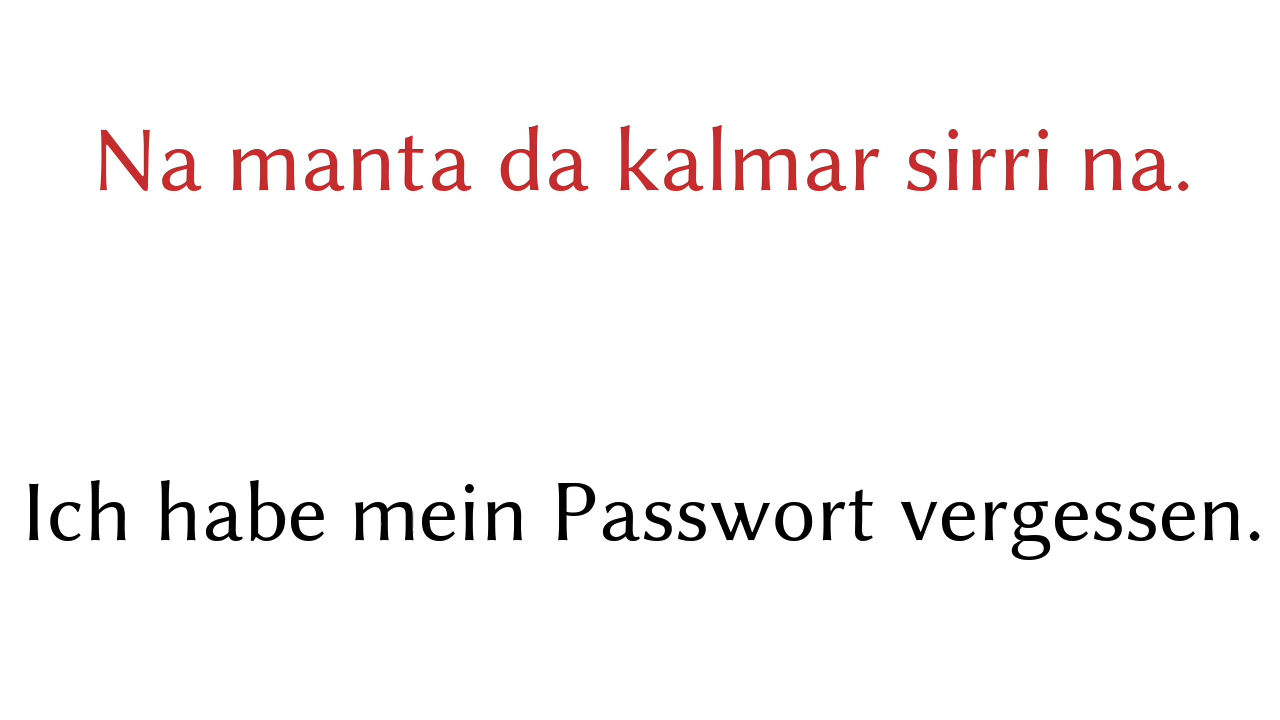 Na manta da kalmar sirri na.
Ich habe mein Passwort vergessen.